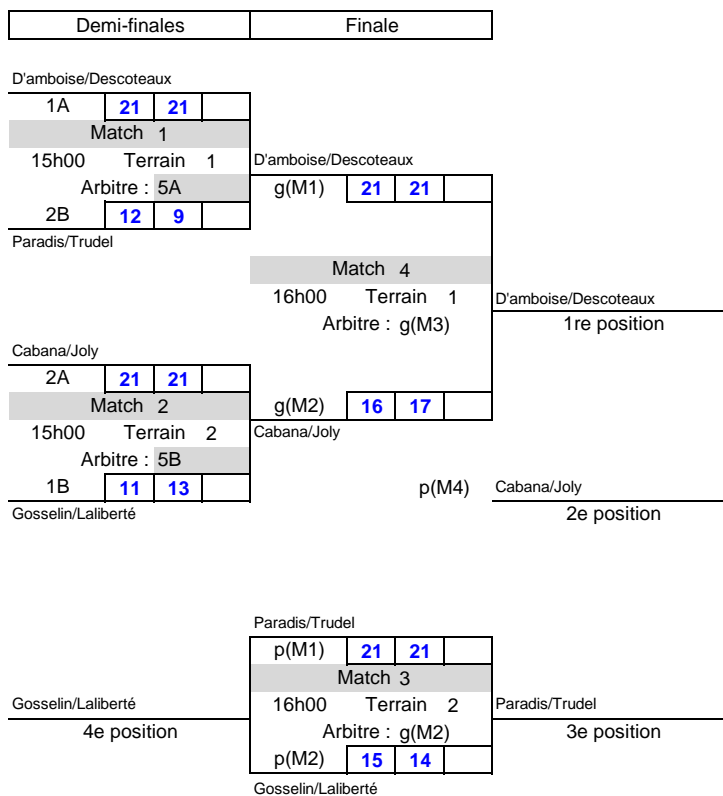 Demi-finales Finale
D'amboise/Descoteaux
1A 21 21
Match 1
15h00 Terrain 1 D'amboise/Descoteaux
Arbitre : 5A g(M1) 21 21
2B 12 9
Paradis/Trudel
Match 4
16h00 Terrain 1 D'amboise/Descoteaux
Arbitre : g(M3) 1re position
Cabana/Joly
2A 21 21
Match 2 g(M2) 16 17
15h00 Terrain 2 Cabana/Joly
Arbitre : 5B
1B 11 13 p(M4) Cabana/Joly
Gosselin/Laliberté 2e position
Paradis/Trudel
p(M1) 21 21
Match 3
Gosselin/Laliberté 16h00 Terrain 2 Paradis/Trudel
4e position Arbitre : g(M2) 3e position
p(M2) 15 14
Gosselin/Laliberté